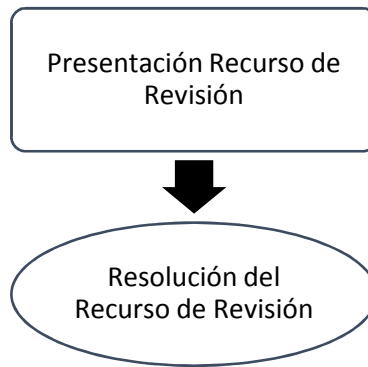 Presentación Recurso de
Revisión
Resolución del
Recurso de Revisión